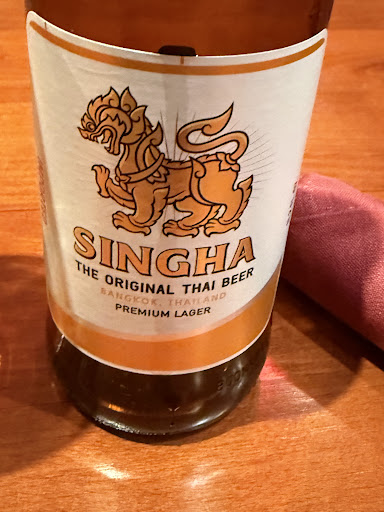 SINGHA
THE ORIGINAL THAI BEER
BANGKOK, THAILAND
PREMIUM LAGER